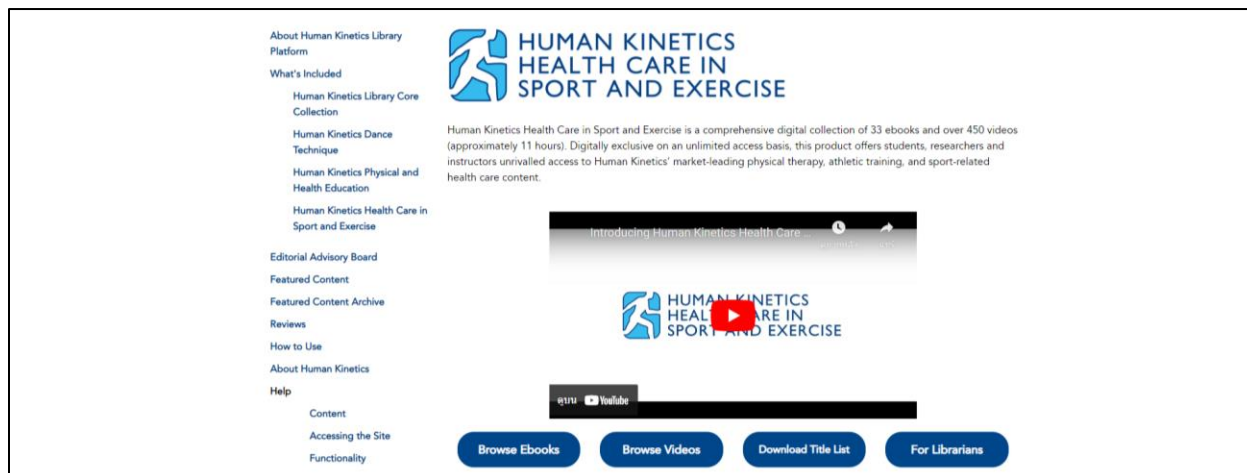 About Human Kinetics Library
Platform
What's Included
Human Kinetics Library Core
Collection
Human Kinetics Dance
Technique
Human Kinetics Physical and
Health Education
Human Kinetics Health Care in
Sport and Exercise
Editorial Advisory Board
Featured Content
Featured Content Archive
Reviews
How to Use
About Human Kinetics
Help
Content
Accessing the Site
Functionality
HUMAN KINETICS
HEALTH CARE IN
SPORT AND EXERCISE
Human Kinetics Health Care in Sport and Exercise is a comprehensive digital collection of 33 ebooks and over 450 videos
(approximately 11 hours). Digitally exclusive on an unlimited access basis, this product offers students, researchers and
instructors unrivalled access to Human Kinetics' market-leading physical therapy, athletic training, and sport-related
health care content.
Introducing Human Kinetics Health Care ...
HUMAN KINETICS
HEALTH CARE IN
SPORT AND EXERCISE
ดูบน YouTube
Browse Ebooks
Browse Videos
Download Title List
For Librarians